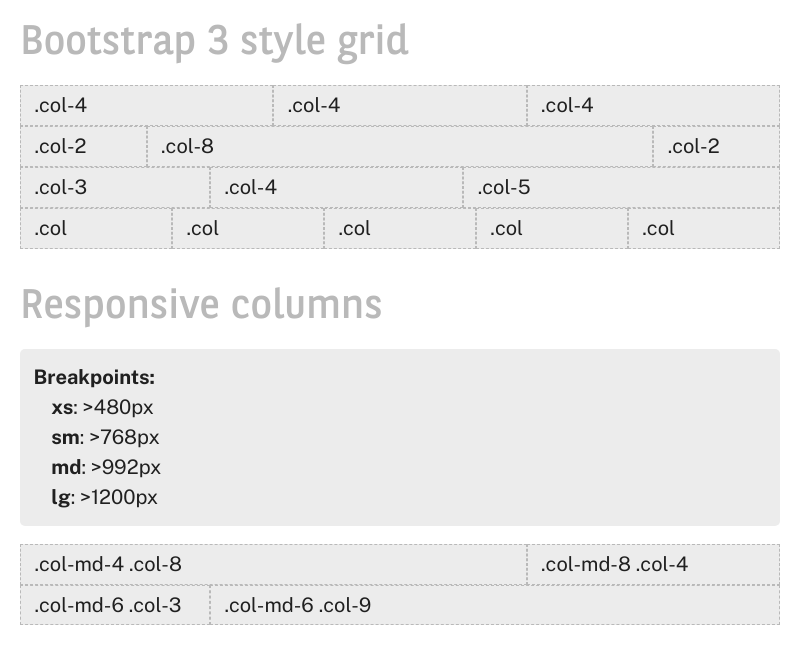 Bootstrap 3 style grid
.col-4 .col-4 .col-4
.col-2 .col-8 .col-2
.col-3 .col-4 .col-5
.col .col .col .col .col
Responsive columns
Breakpoints:
xs: >480px
sm: >768px
md: >992px
lg: >1200px
.col-md-4 .col-8 .col-md-8 .col-4
.col-md-6 .col-3 .col-md-6 .col-9